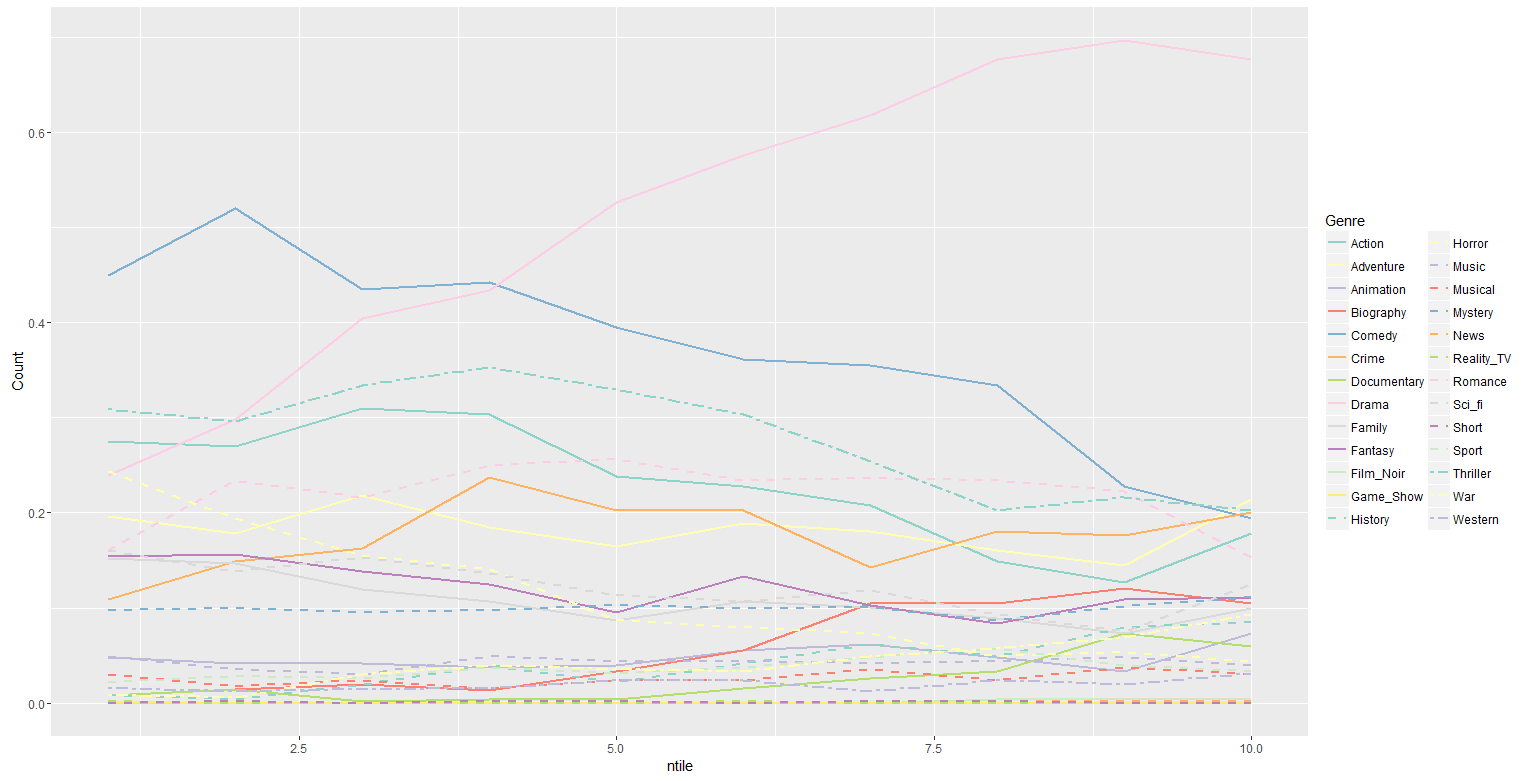 Count
0.6
0.4
0.2
0.0
2.5
5.0
7.5
10.0
ntile
Genre
Action
Adventure
Animation
Biography
Comedy
Crime
Documentary
Drama
Family
Fantasy
Film_Noir
Game_Show
History
Horror
Music
Musical
Mystery
News
Reality_TV
Romance
Sci_fi
Short
Sport
Thriller
War
Western